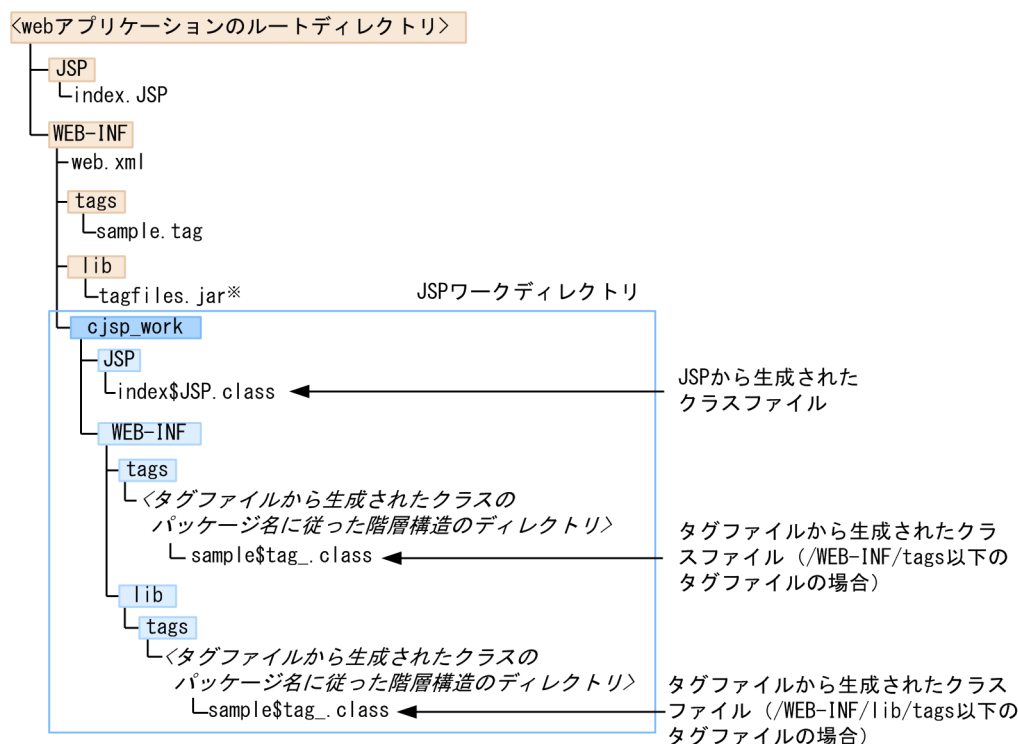 <webアプリケーションのルートディレクトリ>
JSP
index.JSP
WEB-INF
web.xml
tags
sample.tag
lib
tagfiles.jar※
JSPワークディレクトリ
cjsp_work
JSP
index$JSP.class
JSPから生成された
クラスファイル
WEB-INF
tags
<タグファイルから生成されたクラスの
パッケージ名に従った階層構造のディレクトリ>
sample$tag_.class
タグファイルから生成されたクラ
スファイル（/WEB-INF/tags以下の
タグファイルの場合）
lib
tags
<タグファイルから生成されたクラスの
パッケージ名に従った階層構造のディレクトリ>
sample$tag_.class
タグファイルから生成されたクラス
ファイル（/WEB-INF/lib/tags以下の
タグファイルの場合）